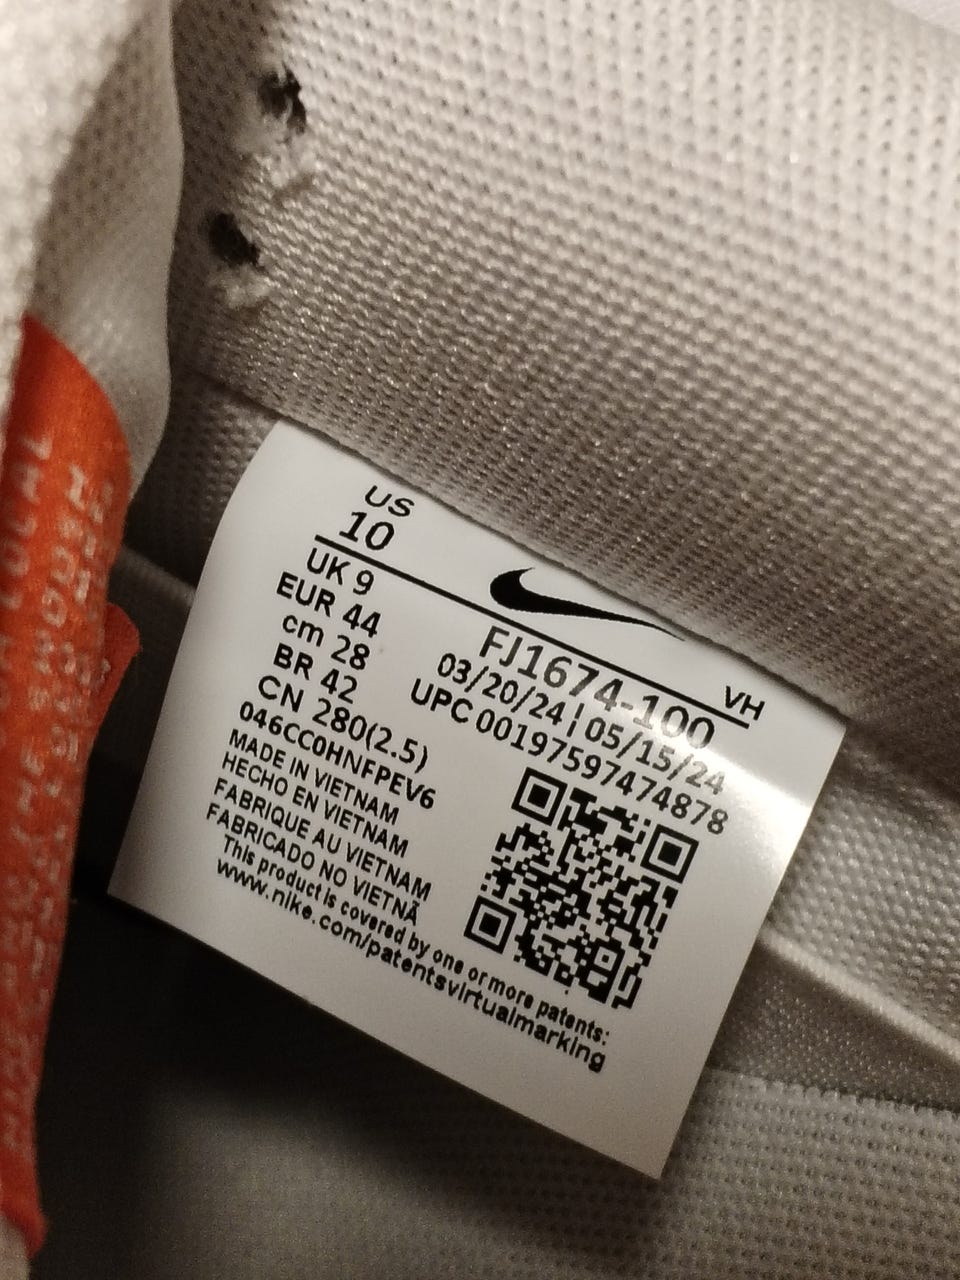 US
10
VH
UK 9
EUR 44
cm 28
BR 42
CN 280(2.5)
046CC0HNFPEV6
FJ1674-100
03/20/24 | 05/15/24
UPC 00197597474878
MADE IN VIETNAM
HECHO EN VIETNAM
FABRIQUE AU VIETNAM
FABRICADO NO VIETNÃ
This product is covered by one or more patents:
www.nike.com/patentsvirtualmarking